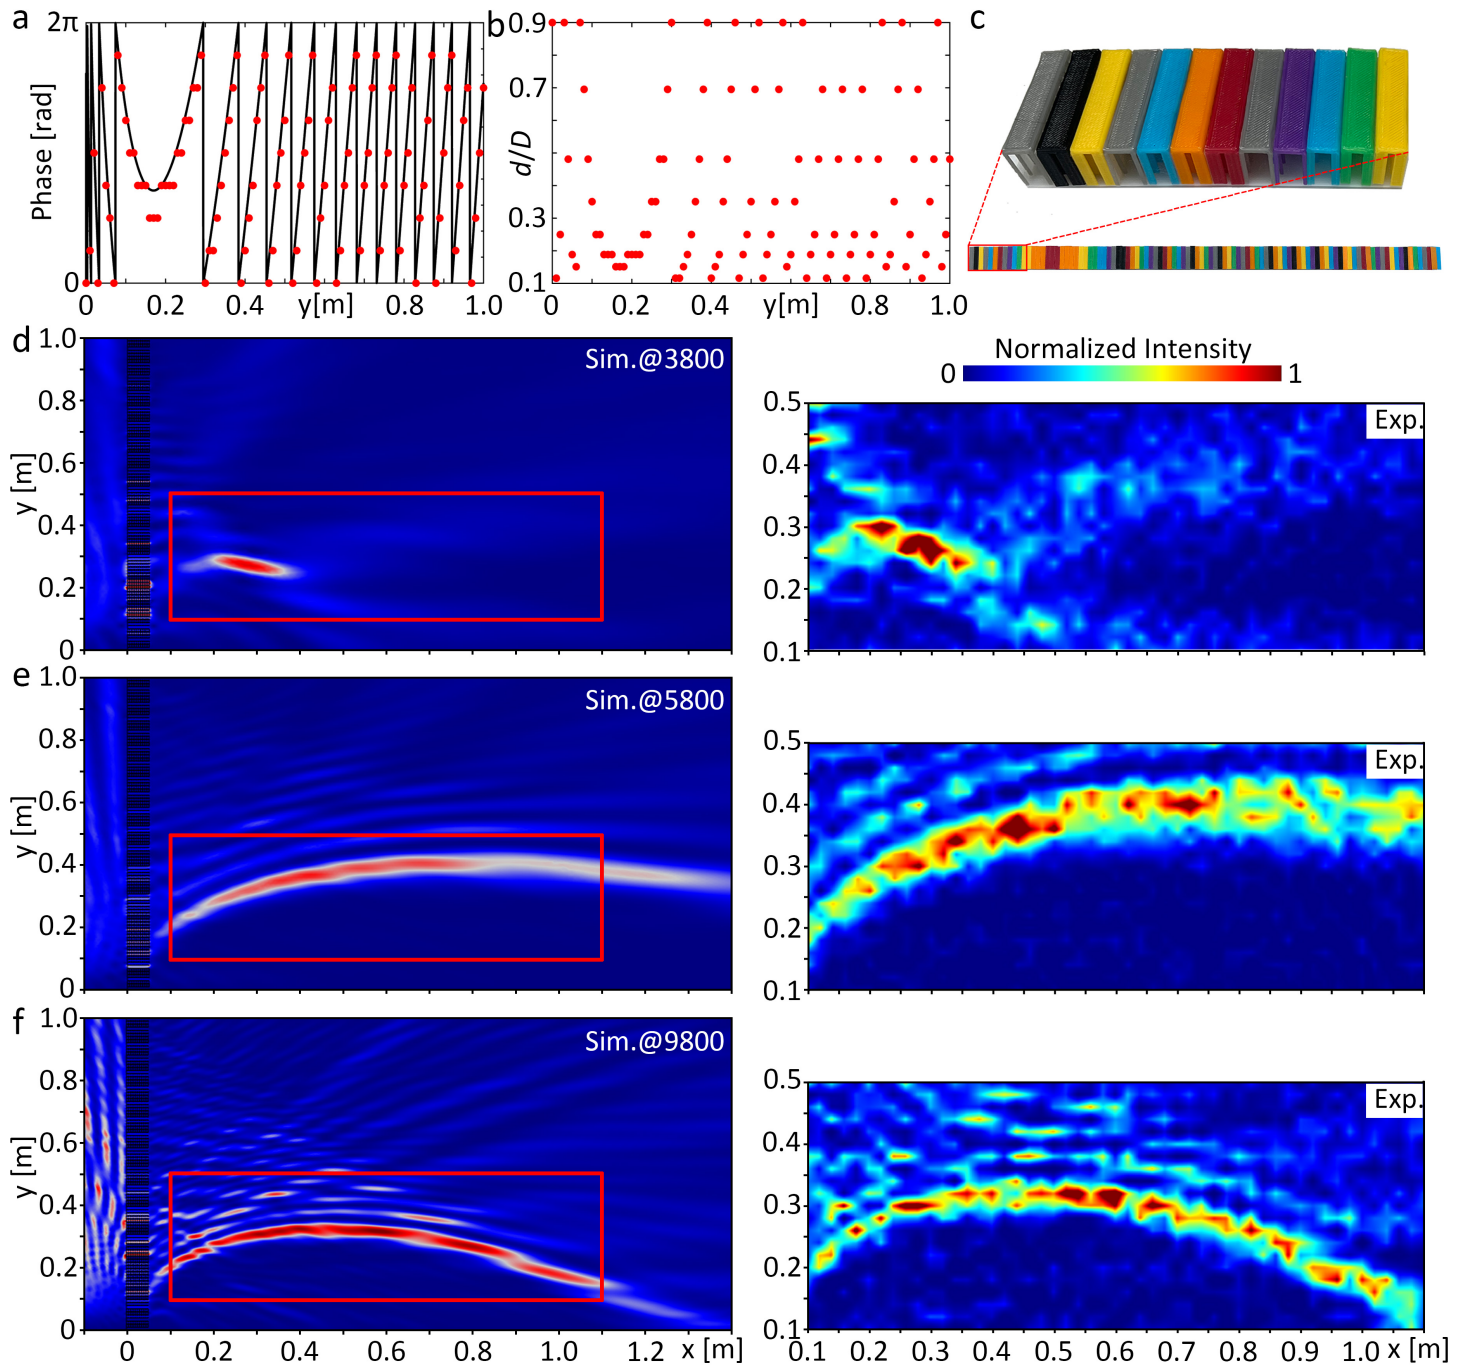 a
2π
Phase [rad]
0
0 0.2 0.4 y[m] 0.8 1.0
b
0.9
d/D
0.7
0.3
0.1
0 0.2 0.4 y[m] 0.8 1.0
c
d
1.0
0.8
0.6
y [m]
0.4
0.2
0
Sim.@3800
Normalized Intensity
0 1
0.5
0.4
0.3
0.2
0.1
Exp.
e
1.0
0.8
y [m]
0.4
0.2
0
Sim.@5800
0.5
0.4
0.3
0.2
0.1
Exp.
f
1.0
0.8
y [m]
0.4
0.2
0
Sim.@9800
0 0.2 0.4 0.6 0.8 1.0 1.2 x [m]
0.5
0.4
0.3
0.2
0.1
Exp.
0.1 0.2 0.3 0.4 0.5 0.6 0.7 0.8 0.9 1.0 x [m]